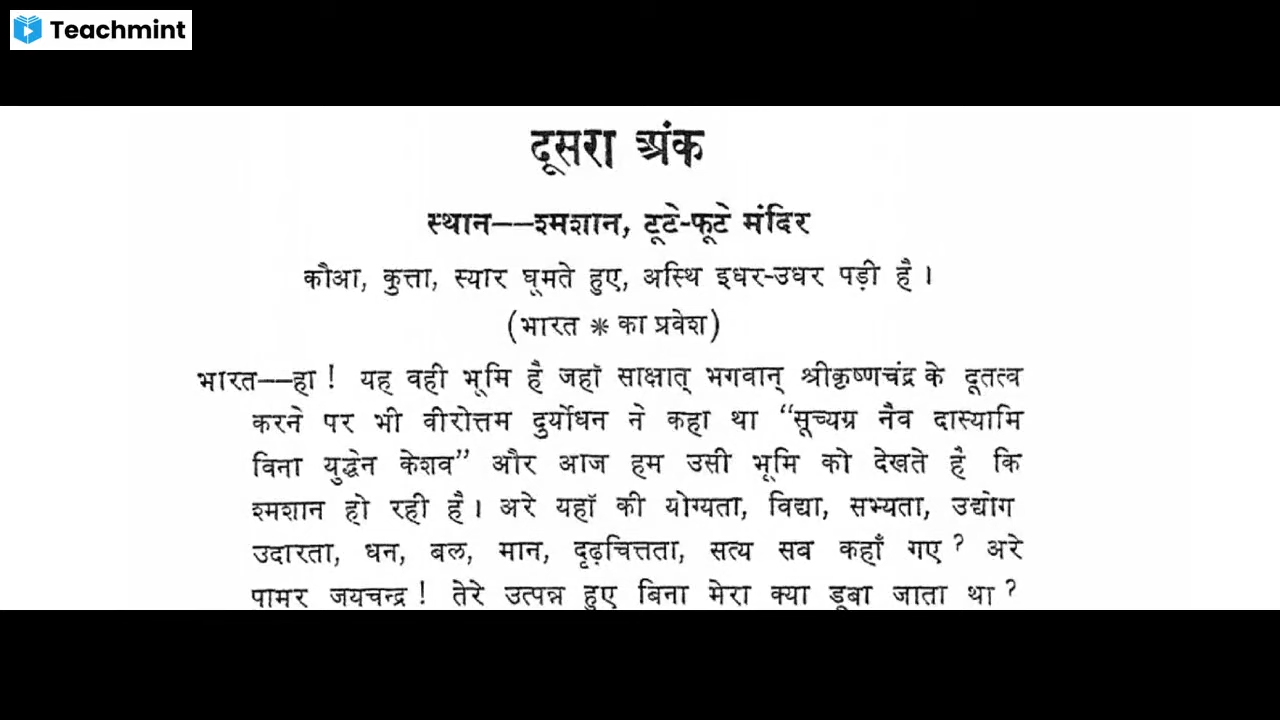 Teachmint
दूसरा अंक
स्थान——श्मशान, टूटे-फूटे मंदिर
कौआ, कुत्ता, स्यार घूमते हुए, अस्थि इधर-उधर पड़ी है ।
(भारत * का प्रवेश)
भारत——हा ! यह वही भूमि है जहाँ साक्षात् भगवान् श्रीकृष्णचंद्र के दूतत्व
करने पर भी वीरोत्तम दुर्योधन ने कहा था “सूच्यग्र नैव दास्यामि
विना युद्धेन केशव” और आज हम उसी भूमि को देखते है कि
श्मशान हो रही है । अरे यहाँ की योग्यता, विद्या, सभ्यता, उद्योग
उदारता, धन, बल, मान, दृढ़चित्तता, सत्य सव कहाँ गए ? अरे
पामर जयचन्द्र ! तेरे उत्पन्न हुए बिना मेरा क्या डूबा जाता था ?